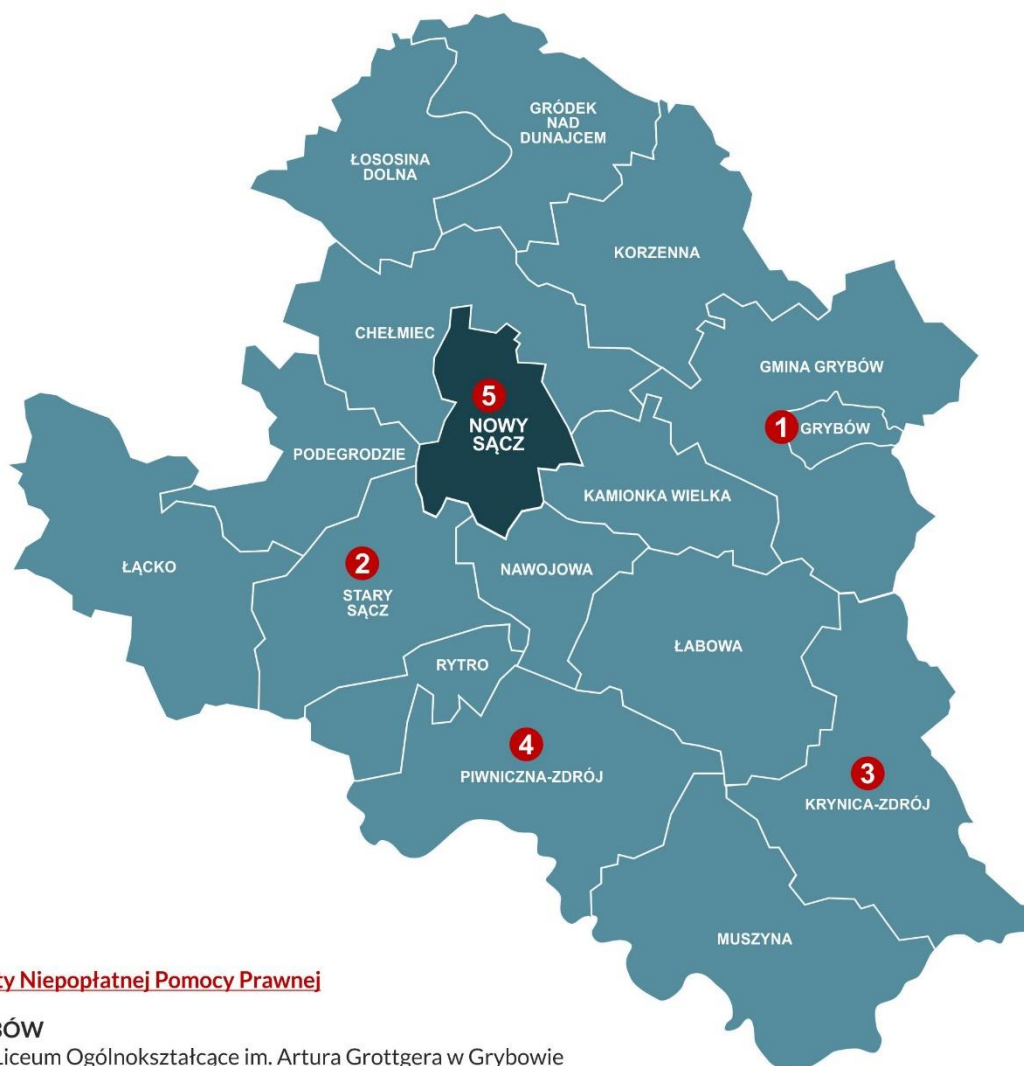 GRÓDEK
NAD
DUNAJCEM
ŁOSOSINA
DOLNA
KORZENNA
CHEŁMIEC
GMINA GRYBÓW
5
NOWY
SĄCZ
1 GRYBÓW
PODEGRODZIE
KAMIONKA WIELKA
2
STARY
SĄCZ
ŁĄCKO
NAWOJOWA
ŁABOWA
RYTRO
4
PIWNICZNA-ZDRÓJ
3
KRYNICA-ZDRÓJ
MUSZYNA
ty Niepopłatnej Pomocy Prawnej
BÓW
Liceum Ogólnokształcące im. Artura Grottgera w Grybowie